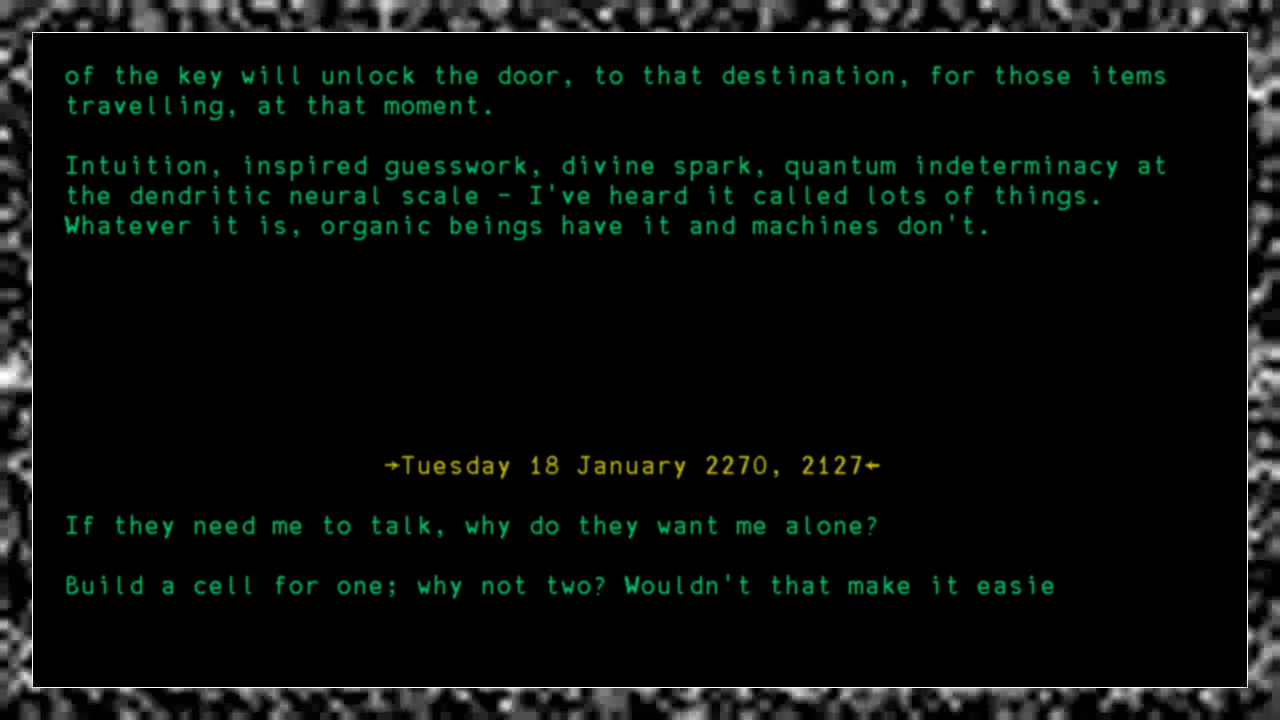 of the key will unlock the door, to that destination, for those items
travelling, at that moment.
Intuition, inspired guesswork, divine spark, quantum indeterminacy at
the dendritic neural scale – I've heard it called lots of things.
Whatever it is, organic beings have it and machines don't.
→Tuesday 18 January 2270, 2127←
If they need me to talk, why do they want me alone?
Build a cell for one; why not two? Wouldn't that make it easie